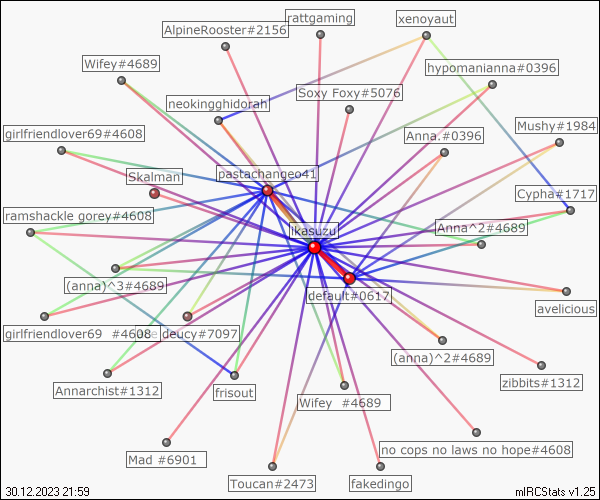 rattgaming
xenoyaut
AlpineRooster#2156
Wifey#4689
hypomanianna#0396
Soxy Foxy#5076
neokingghidorah
Mushy#1984
girlfriendlover69#4608
Anna.#0396
pastachangeo41
Skalman
Cypha#1717
ramshackle gorey#4608
Anna^2#4689
likasuzu
(anna)^3#4689
default#0617
avelicious
girlfriendlover69 #4608
deucy#7097
(anna)^2#4689
zibbits#1312
Annarchist#1312
frisout
Wifey #4689
no cops no laws no hope#4608
Mad #6901
Toucan#2473
fakedingo
30.12.2023 21:59
mIRCStats v1.25